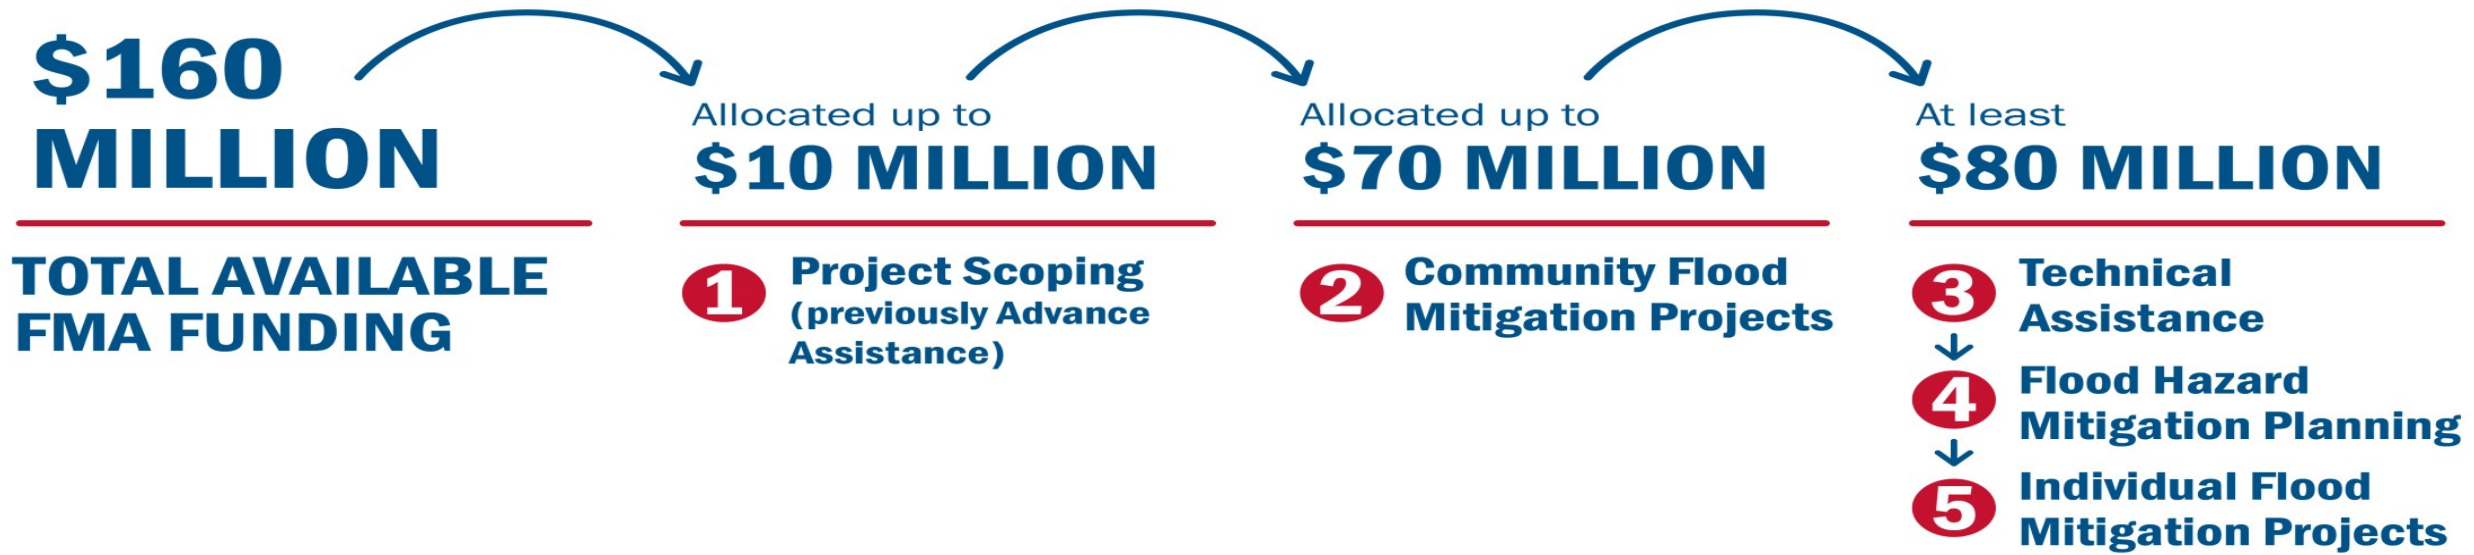 $160
MILLION
TOTAL AVAILABLE
FMA FUNDING
Allocated up to
$10 MILLION
1 Project Scoping
(previously Advance
Assistance)
Allocated up to
$70 MILLION
2 Community Flood
Mitigation Projects
At least
$80 MILLION
3 Technical
Assistance
4 Flood Hazard
Mitigation Planning
5 Individual Flood
Mitigation Projects